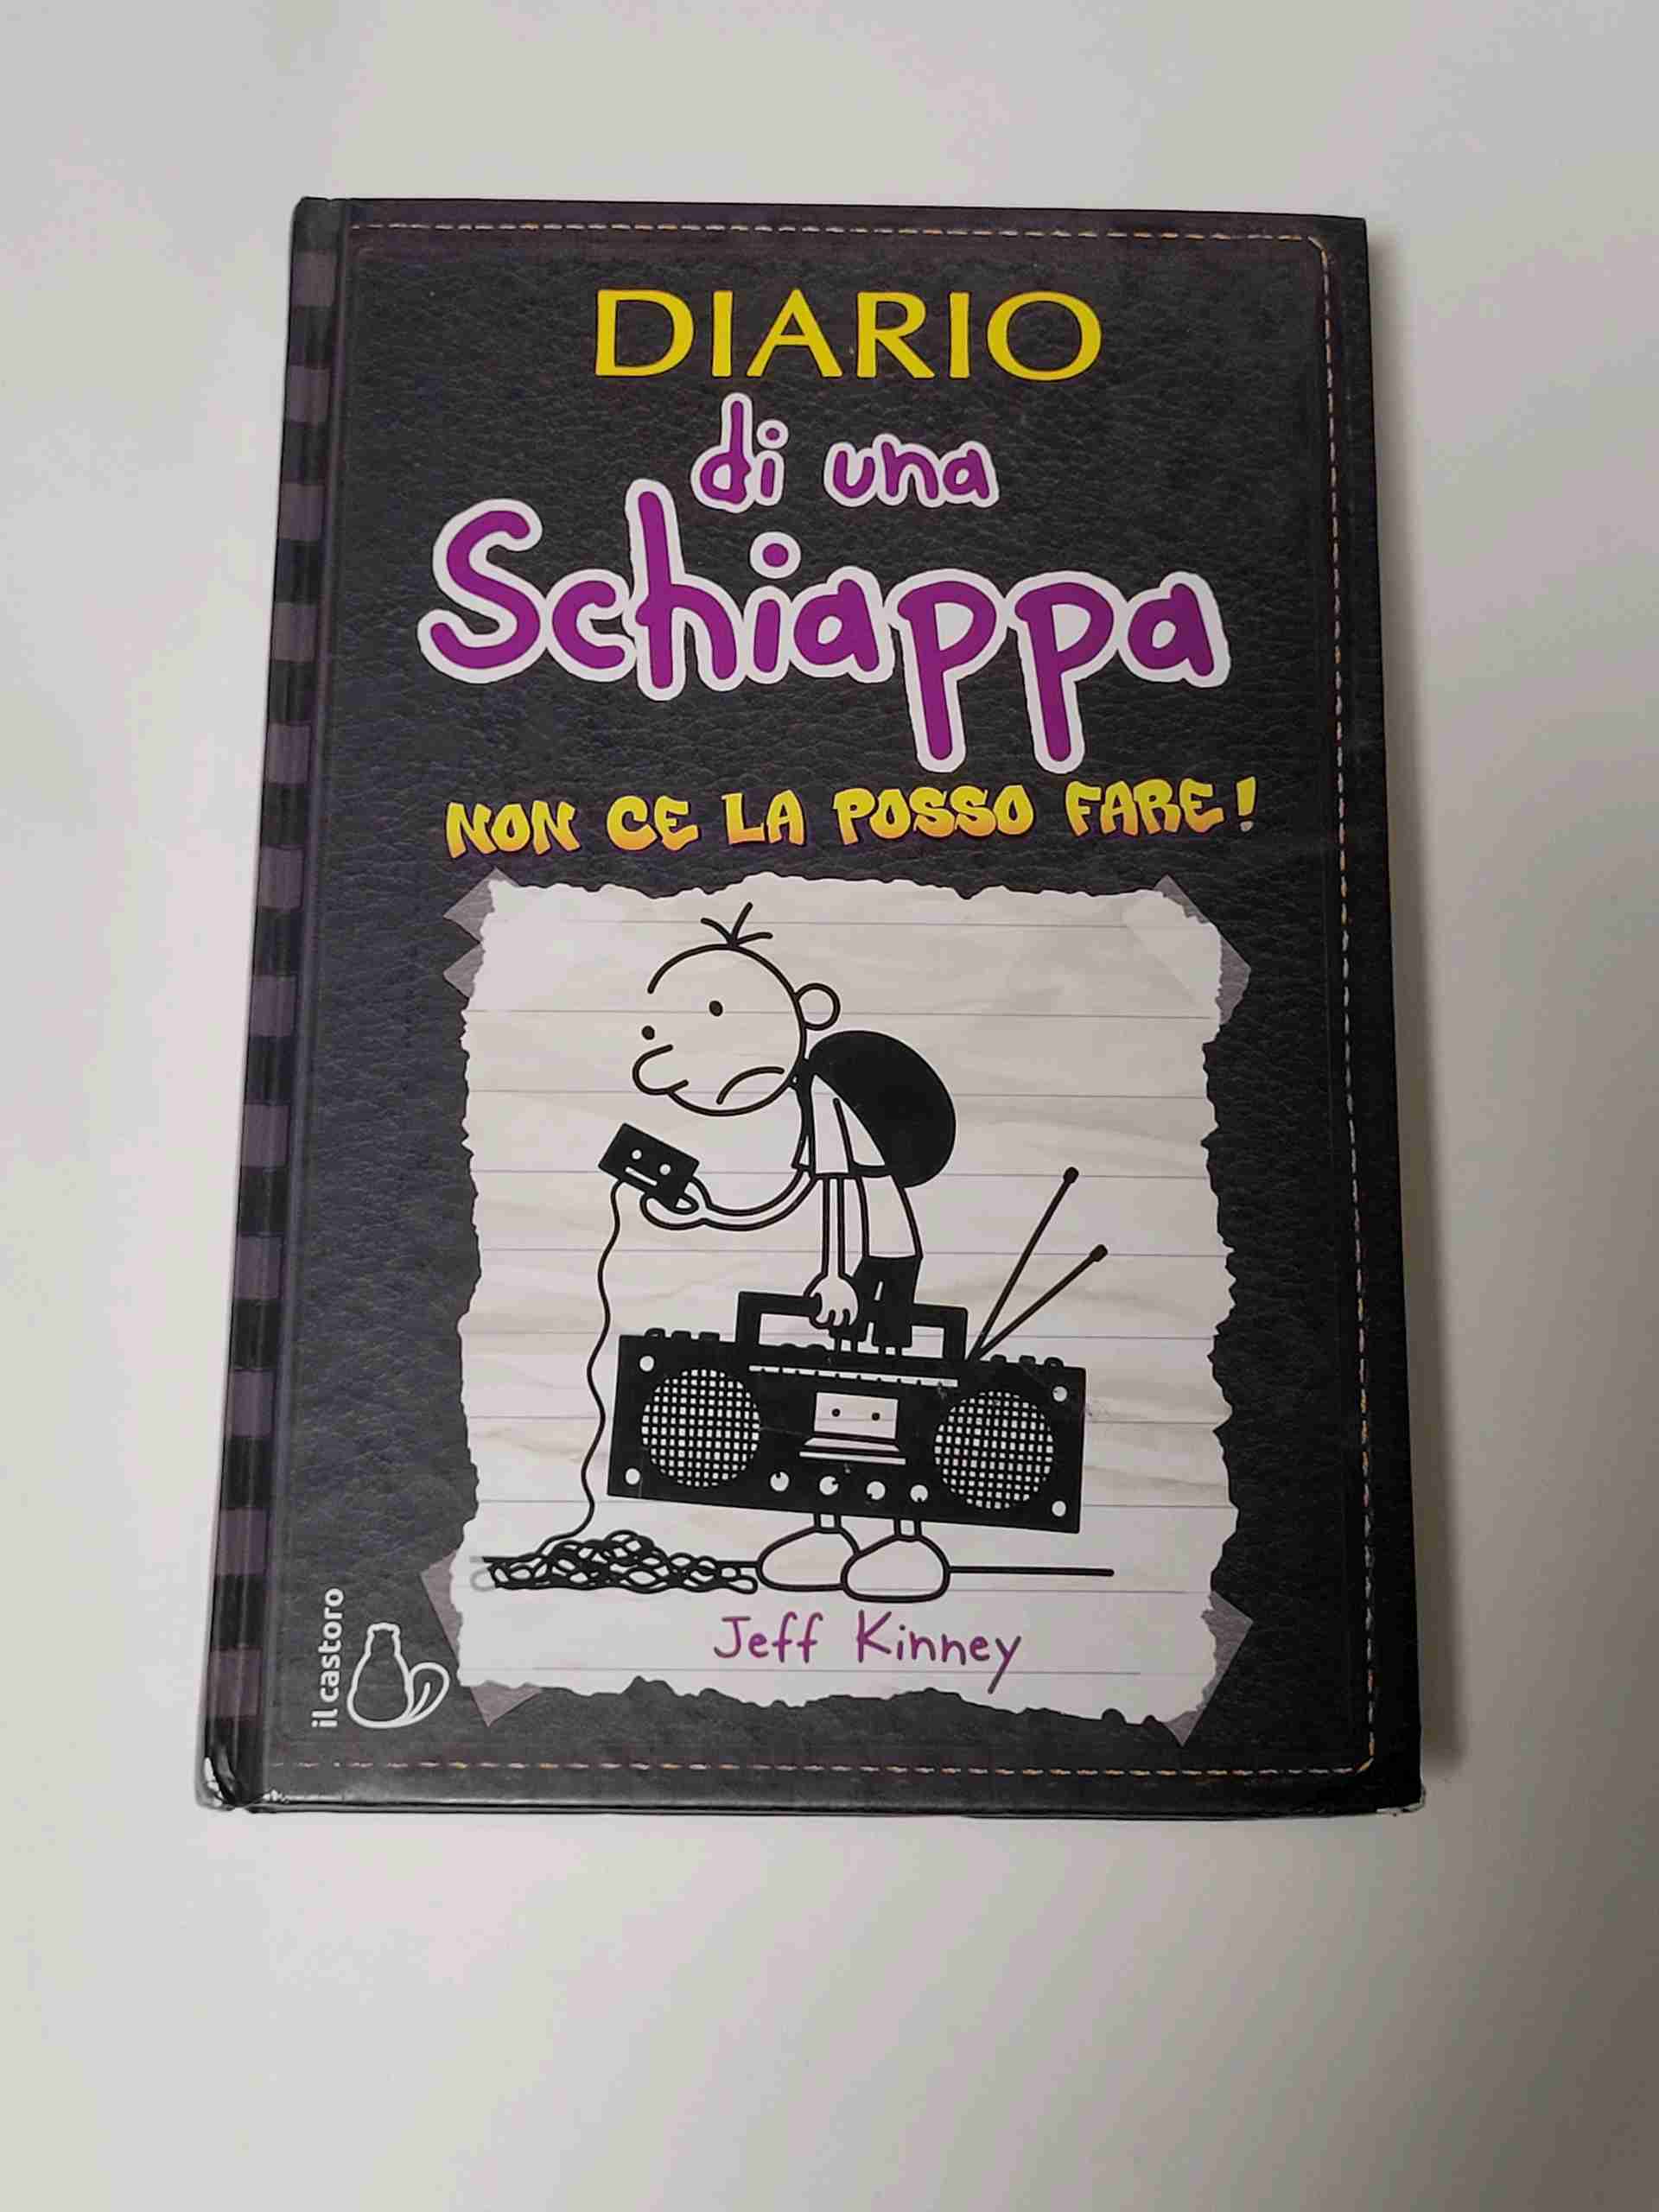 DIARIO
di una
Schiappa
NON CE LA POSSO FARE!
Jeff Kinney
il castoro